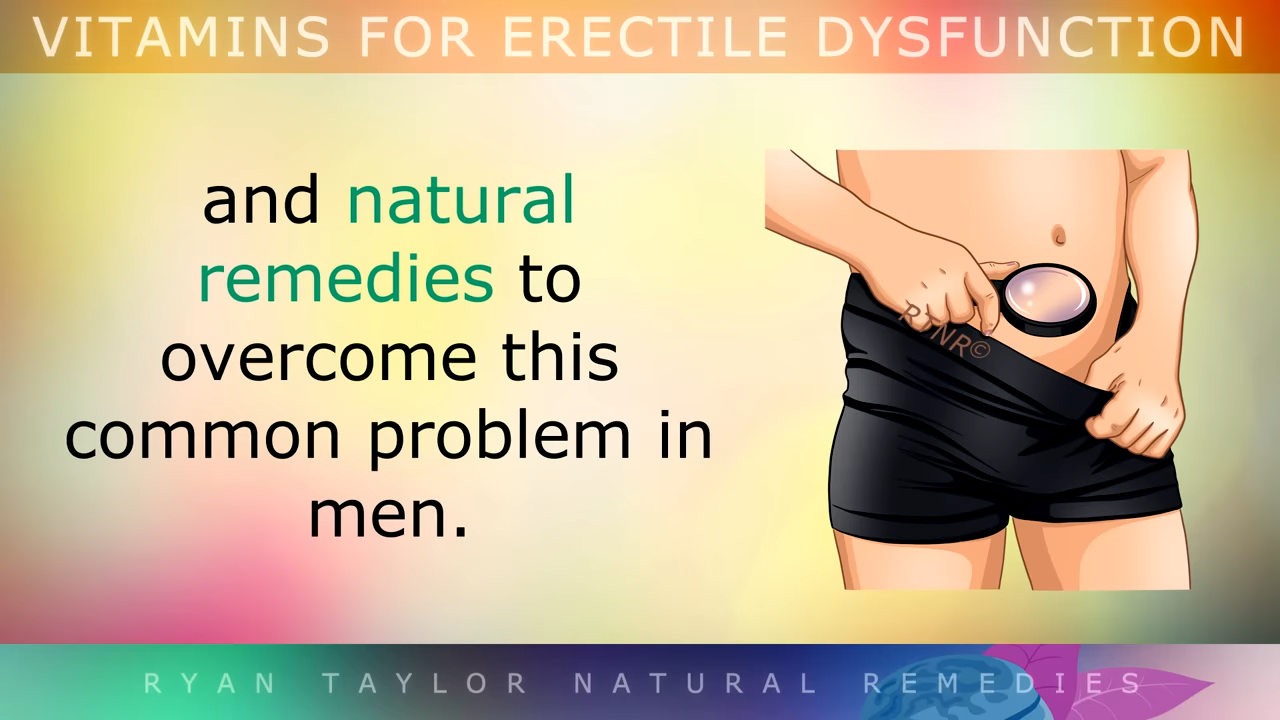 VITAMINS FOR ERECTILE DYSFUNCTION
and natural
remedies to
overcome this
common problem in
men.
RTNR©
RYAN TAYLOR NATURAL REMEDIES